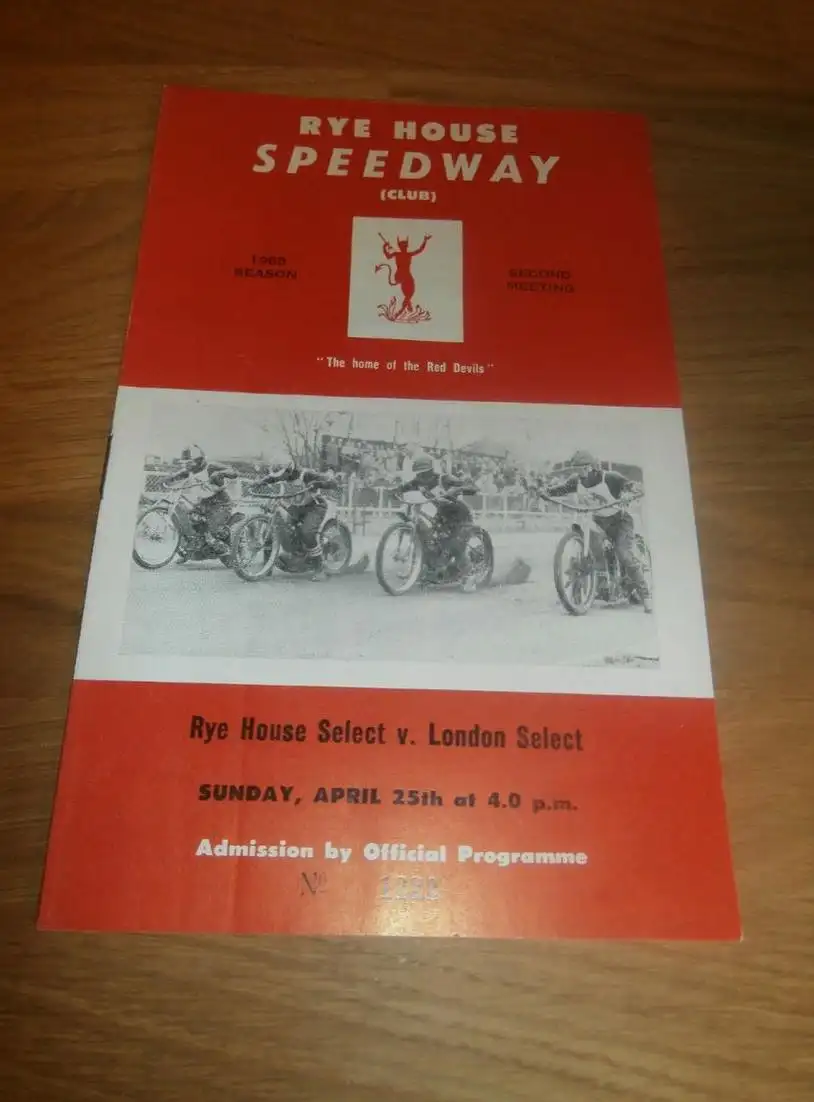 RYE HOUSE
SPEEDWAY
(CLUB)
1965
SEASON
SECOND
MEETING
"The home of the Red Devils"
Rye House Select v. London Select
SUNDAY, APRIL 25th at 4.0 p.m.
Admission by Official Programme
Nº